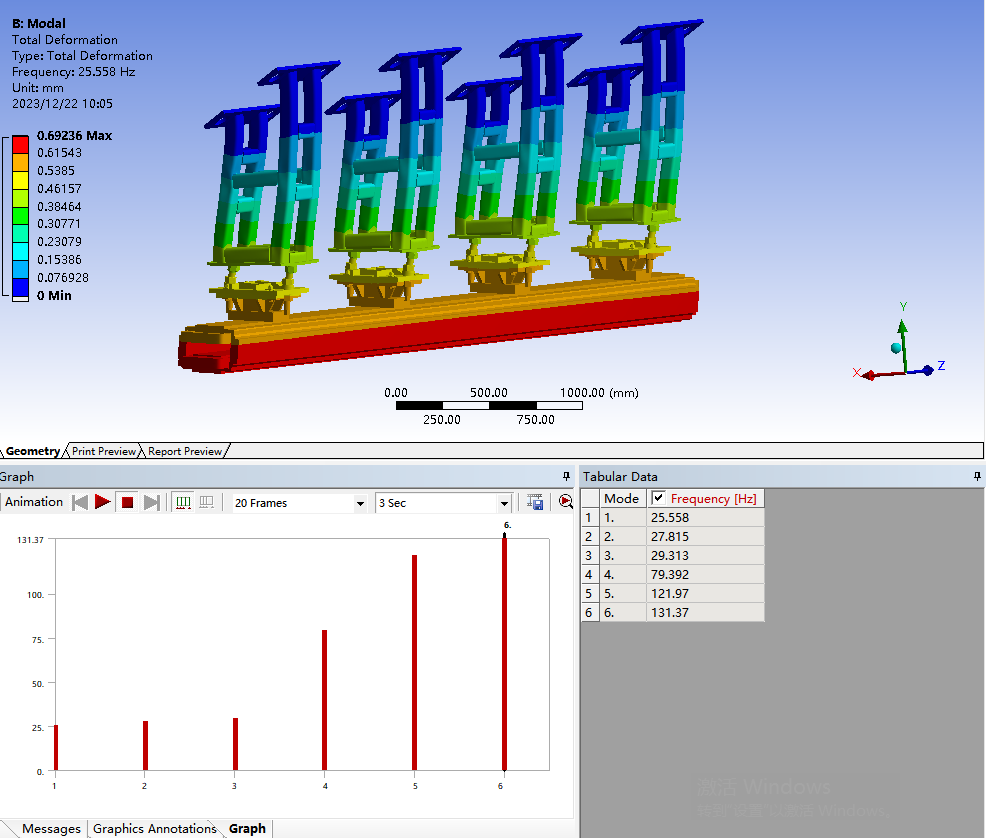 B: Modal
Total Deformation
Type: Total Deformation
Frequency: 25.558 Hz
Unit: mm
2023/12/22 10:05
0.69236 Max
0.61543
0.5385
0.46157
0.38464
0.30771
0.23079
0.15386
0.076928
0 Min
Y
X Z
0.00 500.00 1000.00 (mm)
250.00 750.00
Geometry Print Preview Report Preview
Graph
Animation 20 Frames 3 Sec
6.
131.37
100.
75.
50.
25.
0.
1 2 3 4 5 6
Messages Graphics Annotations Graph
Tabular Data
Mode Frequency [Hz]
1 1. 25.558
2 2. 27.815
3 3. 29.313
4 4. 79.392
5 5. 121.97
6 6. 131.37
激活 Windows
转到"设置"以激活 Windows。